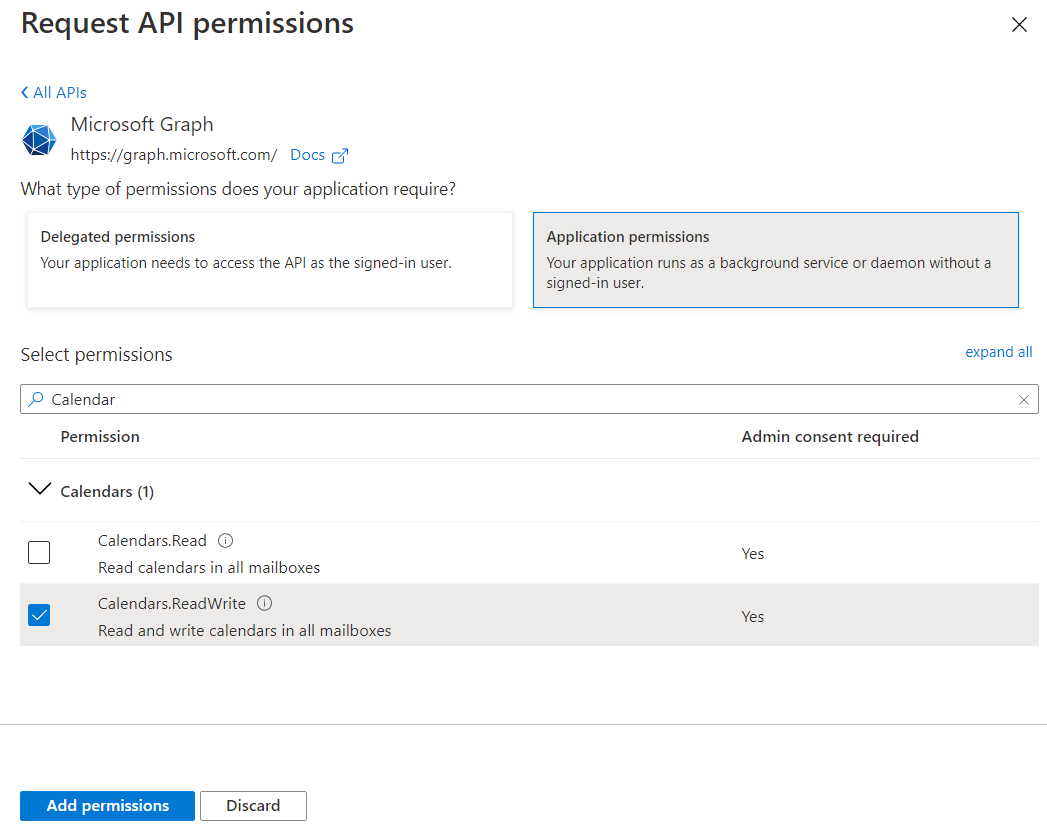 Request API permissions
All APIs
Microsoft Graph
https://graph.microsoft.com/ Docs
What type of permissions does your application require?
Delegated permissions
Your application needs to access the API as the signed-in user.
Application permissions
Your application runs as a background service or daemon without a
signed-in user.
Select permissions
expand all
Calendar
Permission
Admin consent required
Calendars (1)
Calendars.Read
Read calendars in all mailboxes
Yes
Calendars.ReadWrite
Read and write calendars in all mailboxes
Yes
Add permissions
Discard